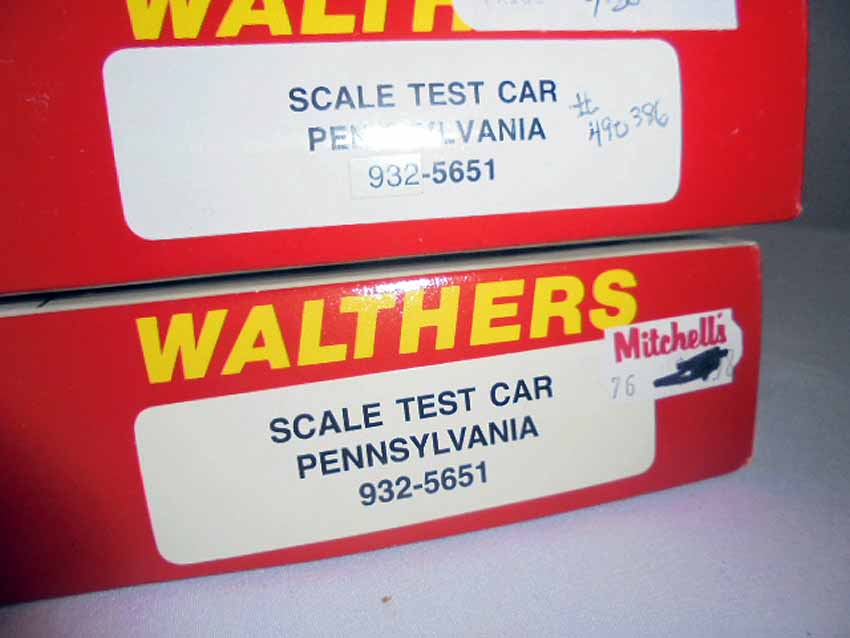 WALTHERS
SCALE TEST CAR
PENNSYLVANIA
932-5651
# 490386
WALTHERS
Mitchell's
76
SCALE TEST CAR
PENNSYLVANIA
932-5651